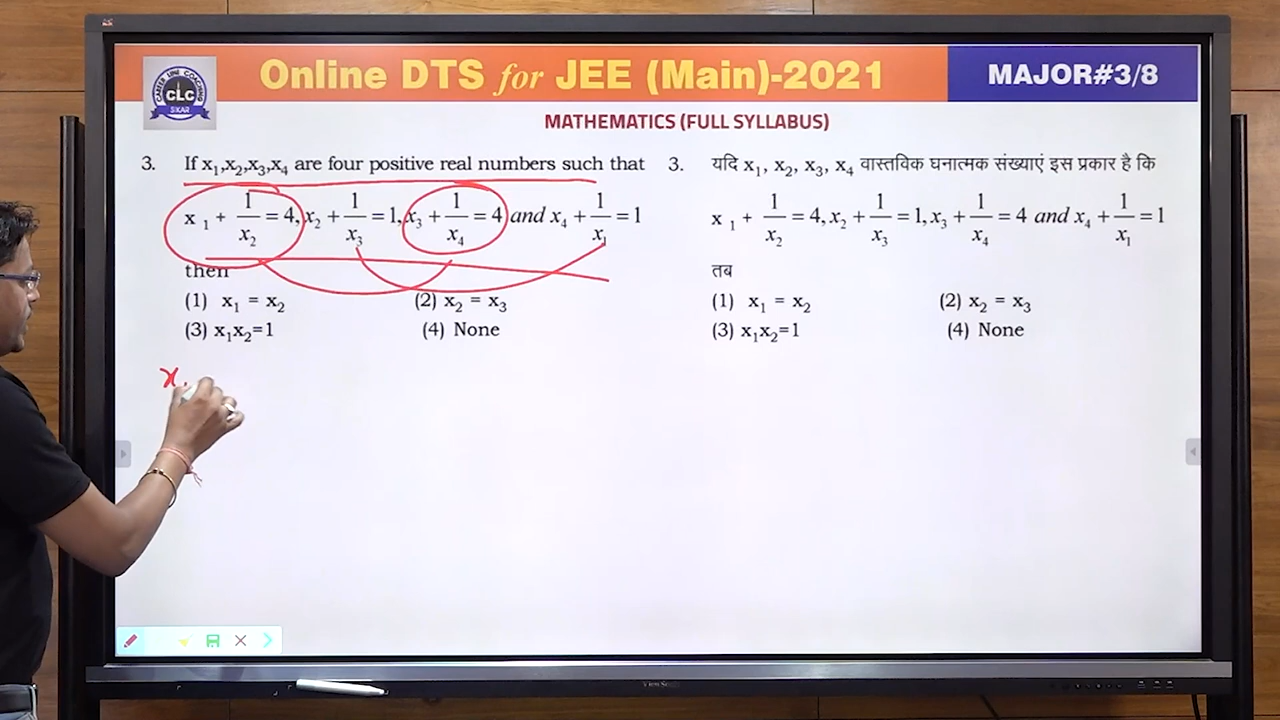 Online DTS for JEE (Main)-2021
MAJOR#3/8
CAREER LINE COACHING
CLC
SIKAR
MATHEMATICS (FULL SYLLABUS)
3. If x₁,x₂,x₃,x₄ are four positive real numbers such that
x₁ + 1/x₂ = 4, x₂ + 1/x₃ = 1, x₃ + 1/x₄ = 4 and x₄ + 1/x₁ = 1
then
(1) x₁ = x₂ (2) x₂ = x₃
(3) x₁x₂=1 (4) None
3. यदि x₁, x₂, x₃, x₄ वास्तविक घनात्मक संख्याएं इस प्रकार है कि
x₁ + 1/x₂ = 4, x₂ + 1/x₃ = 1, x₃ + 1/x₄ = 4 and x₄ + 1/x₁ = 1
तब
(1) x₁ = x₂ (2) x₂ = x₃
(3) x₁x₂=1 (4) None
x
ViewSonic